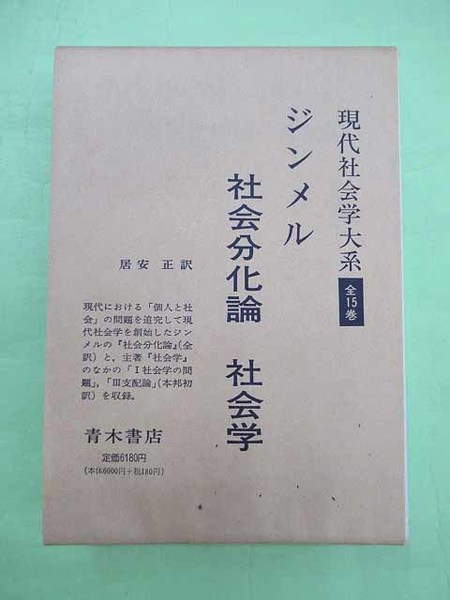 現代社会学大系
全15巻
ジンメル
社会分化論 社会学
居安 正訳
現代における「個人と社
会」の問題を追究して現
代社会学を創始したジン
メルの『社会分化論』(全
訳)と、主著『社会学』
のなかの「Ⅰ社会学の問
題」,「Ⅲ支配論」(本邦初
訳)を収録。
青木書店
定価6180円
(本体6000円+税180円)